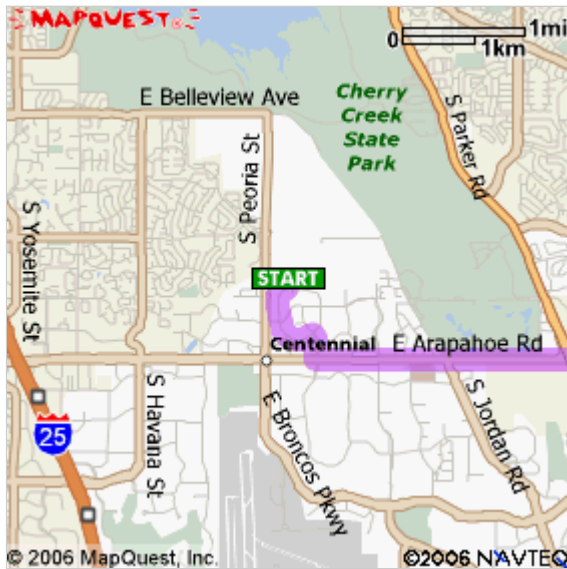 MAPQUEST®
0 1mi
1km
E Belleview Ave
Cherry
Creek
State
Park
S Parker Rd
S Peoria St
S Yosemite St
START
Centennial
E Arapahoe Rd
S Havana St
25
E Broncos Pkwy
S Jordan Rd
© 2006 MapQuest, Inc.
©2006 NAVTEQ